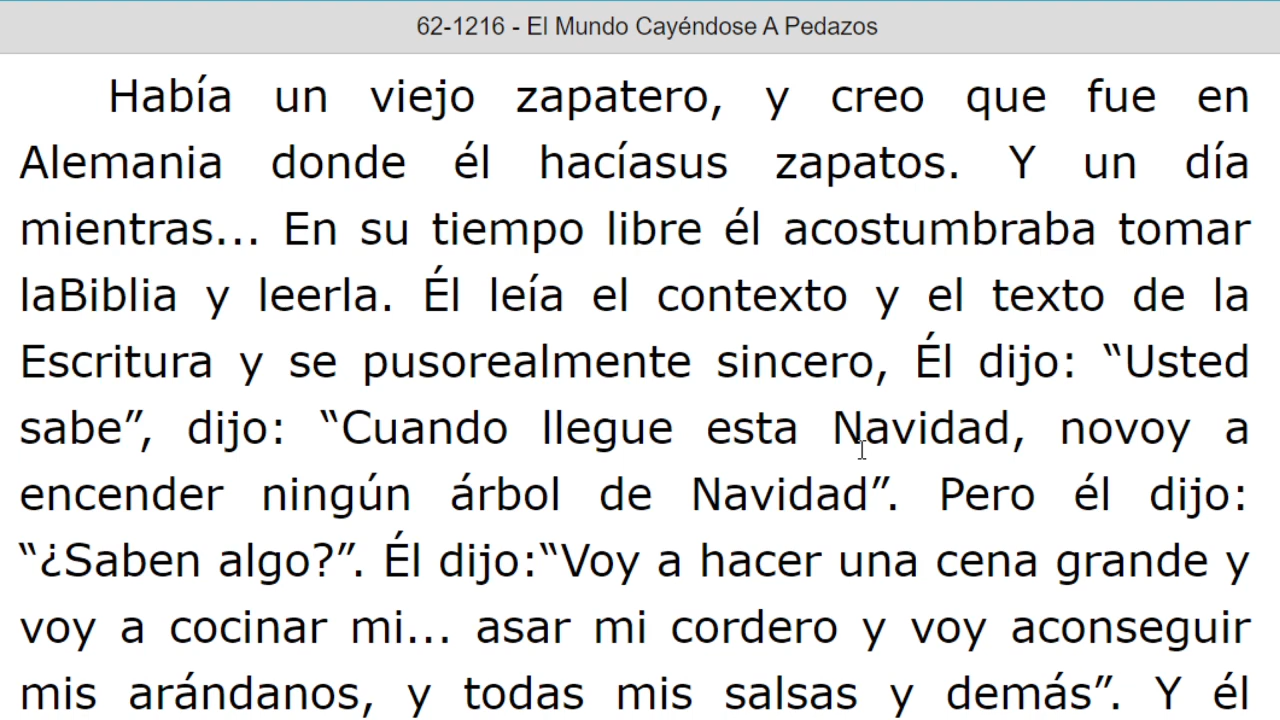 62-1216 - El Mundo Cayéndose A Pedazos
Había un viejo zapatero, y creo que fue en
Alemania donde él hacíasus zapatos. Y un día
mientras... En su tiempo libre él acostumbraba tomar
laBiblia y leerla. Él leía el contexto y el texto de la
Escritura y se pusorealmente sincero, Él dijo: “Usted
sabe”, dijo: “Cuando llegue esta Navidad, novoy a
encender ningún árbol de Navidad”. Pero él dijo:
“¿Saben algo?”. Él dijo:“Voy a hacer una cena grande y
voy a cocinar mi... asar mi cordero y voy aconseguir
mis arándanos, y todas mis salsas y demás”. Y él